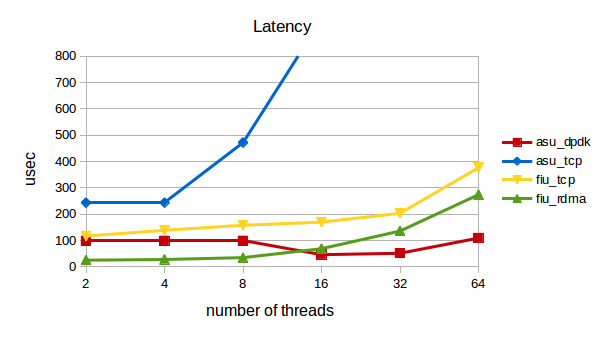 Latency
800
700
600
500
400
300
200
100
0
usec
2 4 8 16 32 64
number of threads
asu_dpdk
asu_tcp
fiu_tcp
fiu_rdma